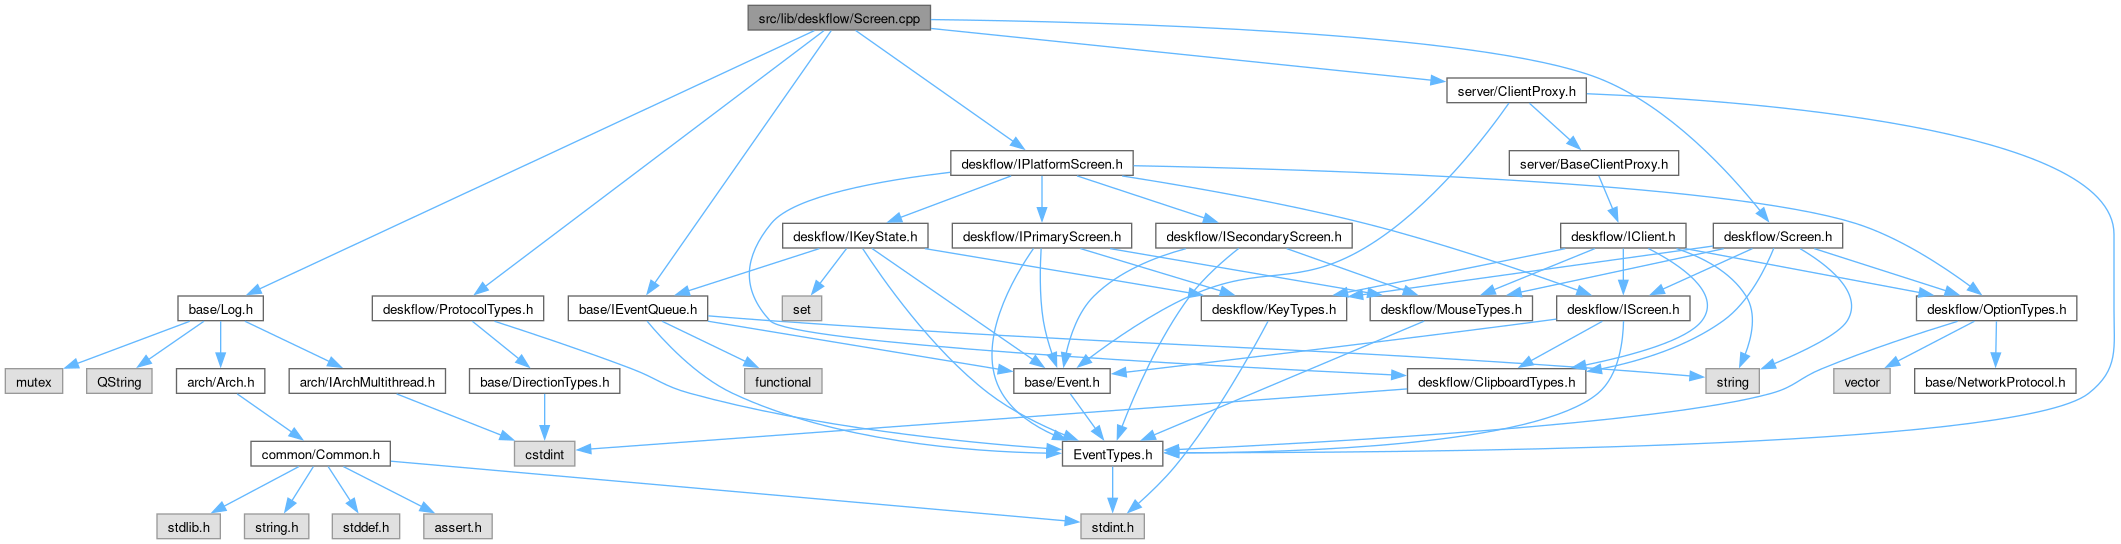 src/lib/deskflow/Screen.cpp
server/ClientProxy.h
deskflow/IPlatformScreen.h
server/BaseClientProxy.h
deskflow/IKeyState.h
deskflow/IPrimaryScreen.h
deskflow/ISecondaryScreen.h
deskflow/IClient.h
deskflow/Screen.h
base/Log.h
deskflow/ProtocolTypes.h
base/IEventQueue.h
set
deskflow/KeyTypes.h
deskflow/MouseTypes.h
deskflow/IScreen.h
deskflow/OptionTypes.h
mutex
QString
arch/Arch.h
arch/IArchMultithread.h
base/DirectionTypes.h
functional
base/Event.h
deskflow/ClipboardTypes.h
string
vector
base/NetworkProtocol.h
common/Common.h
cstdint
EventTypes.h
stdlib.h
string.h
stddef.h
assert.h
stdint.h